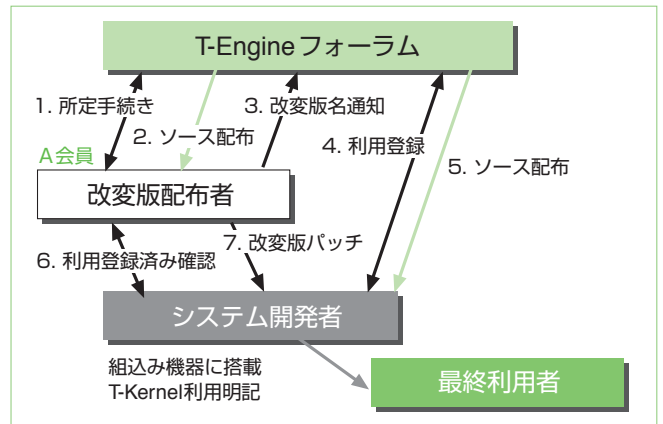 T-Engineフォーラム
1. 所定手続き
2. ソース配布
3. 改変版名通知
4. 利用登録
5. ソース配布
A会員
改変版配布者
6. 利用登録済み確認
7. 改変版パッチ
システム開発者
組込み機器に搭載
T-Kernel利用明記
最終利用者